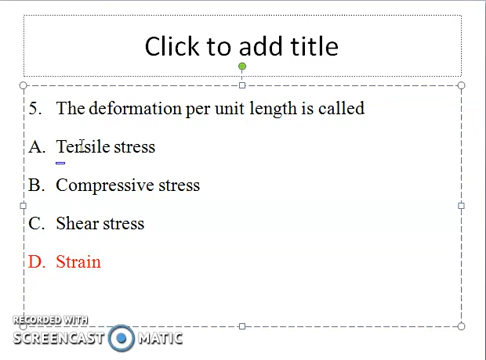 Click to add title
5. The deformation per unit length is called
A. Tensile stress
B. Compressive stress
C. Shear stress
D. Strain
RECORDED WITH
SCREENCAST MATIC